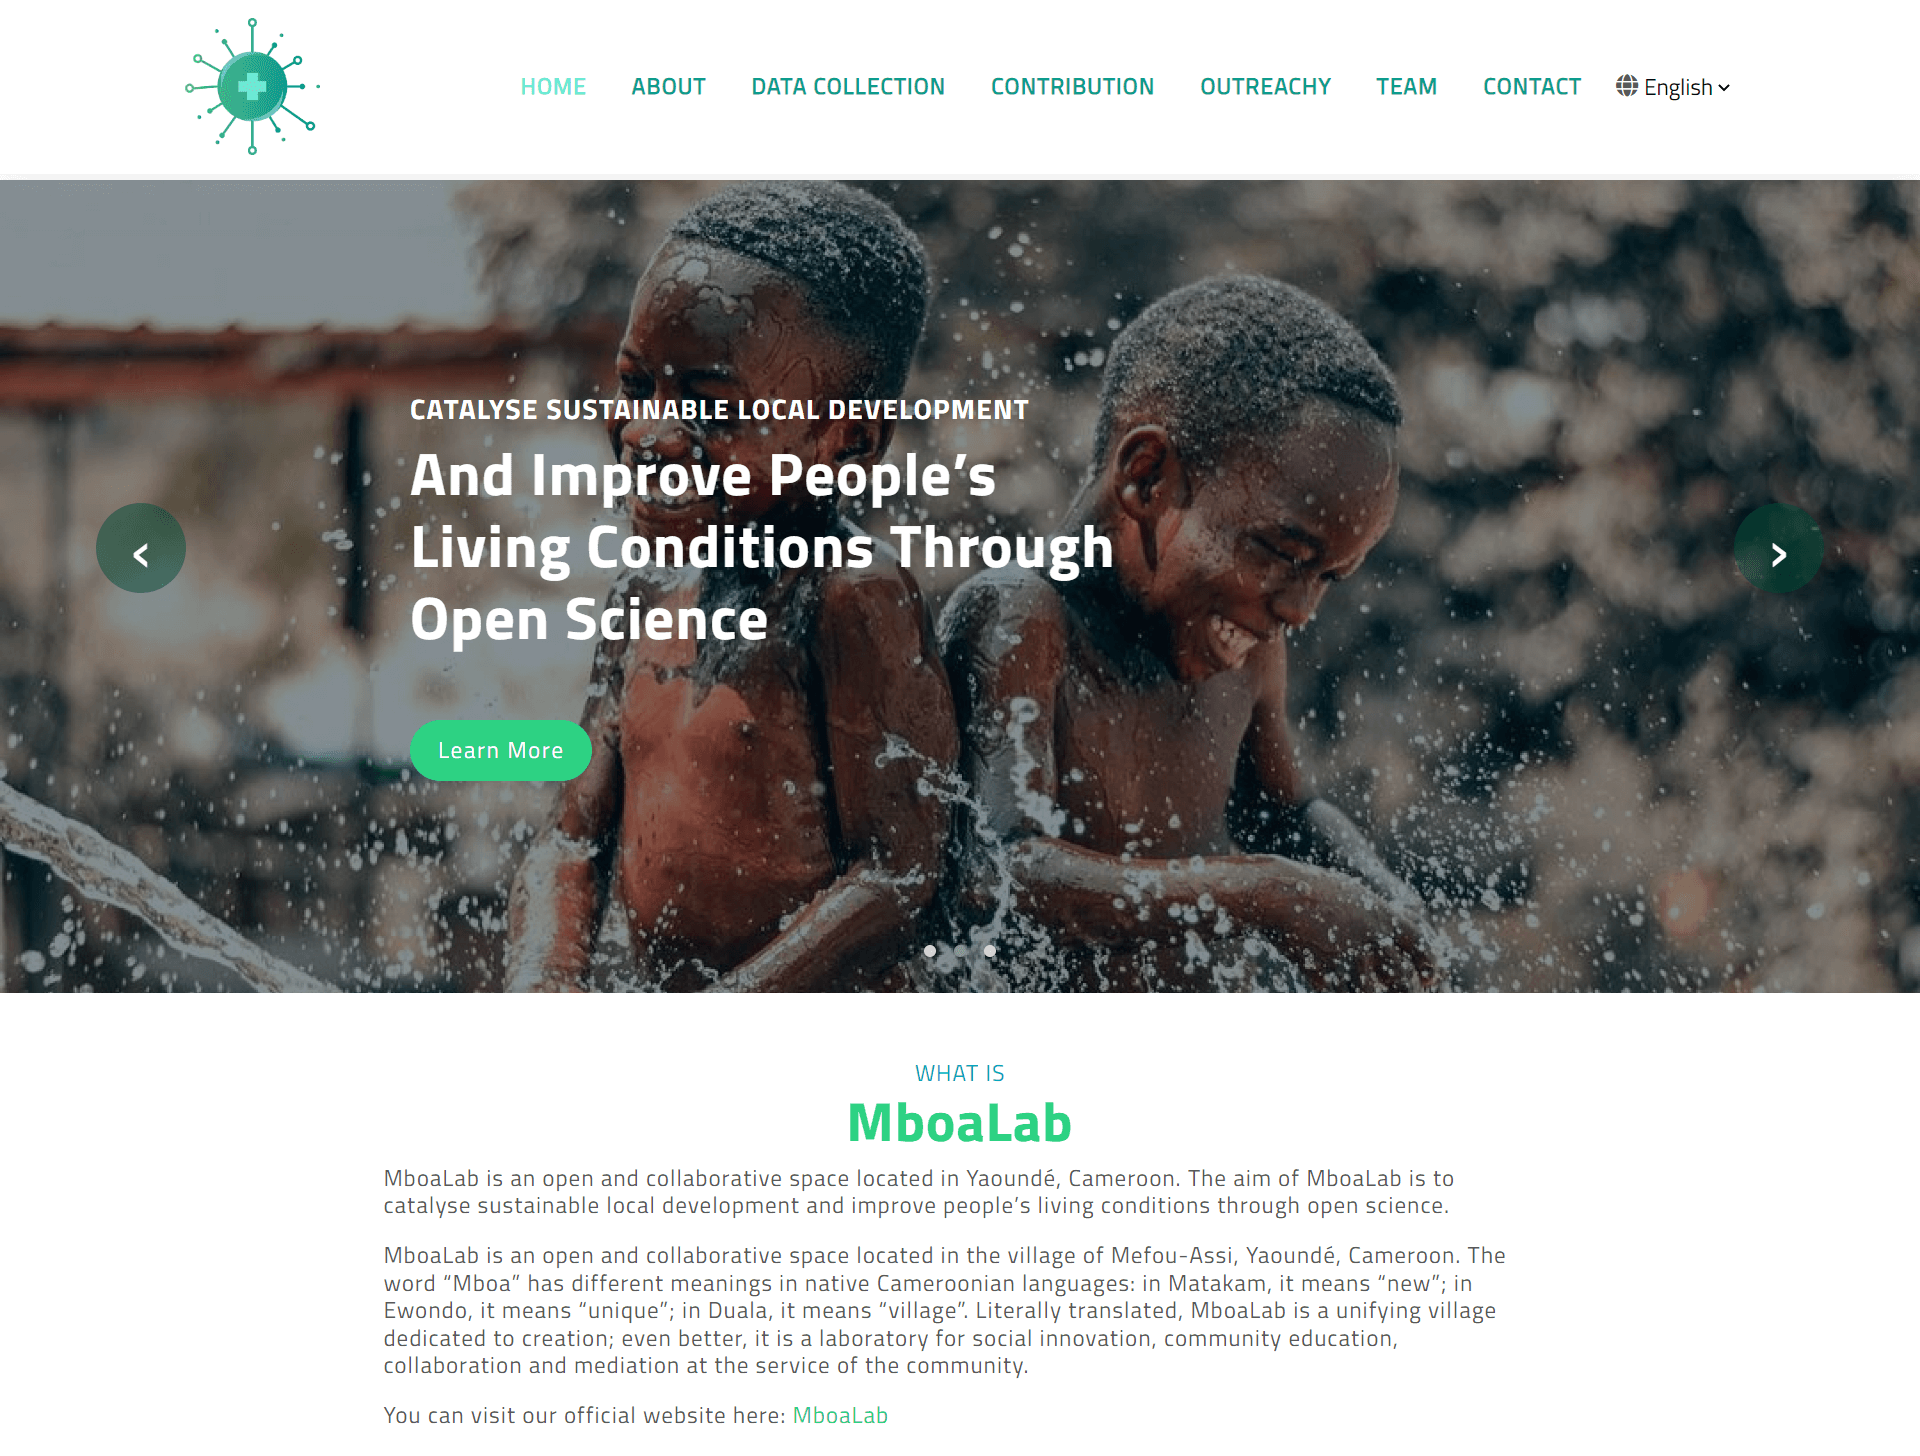 HOME ABOUT DATA COLLECTION CONTRIBUTION OUTREACHY TEAM CONTACT English
CATALYSE SUSTAINABLE LOCAL DEVELOPMENT
And Improve People’s
Living Conditions Through
Open Science
Learn More
WHAT IS
MboaLab
MboaLab is an open and collaborative space located in Yaoundé, Cameroon. The aim of MboaLab is to
catalyse sustainable local development and improve people’s living conditions through open science.
MboaLab is an open and collaborative space located in the village of Mefou-Assi, Yaoundé, Cameroon. The
word “Mboa” has different meanings in native Cameroonian languages: in Matakam, it means “new”; in
Ewondo, it means “unique”; in Duala, it means “village”. Literally translated, MboaLab is a unifying village
dedicated to creation; even better, it is a laboratory for social innovation, community education,
collaboration and mediation at the service of the community.
You can visit our official website here: MboaLab